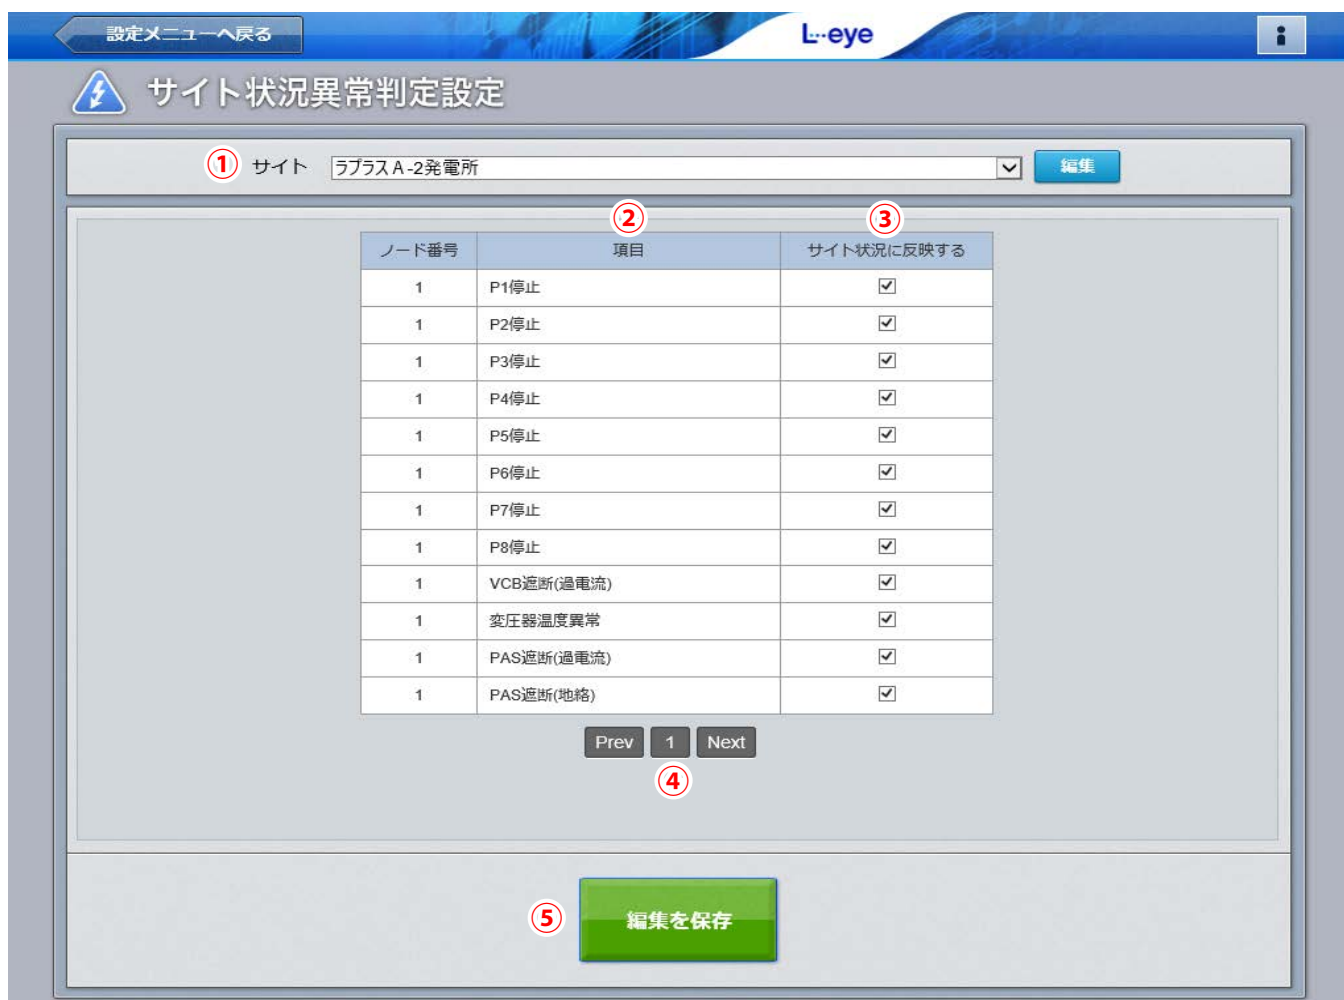 設定メニューへ戻る
L-eye
サイト状況異常判定設定
① サイト ラプラスA-2発電所 編集
② ③
ノード番号 項目 サイト状況に反映する
1 P1停止
1 P2停止
1 P3停止
1 P4停止
1 P5停止
1 P6停止
1 P7停止
1 P8停止
1 VCB遮断(過電流)
1 変圧器温度異常
1 PAS遮断(過電流)
1 PAS遮断(地絡)
Prev 1 Next
④
⑤ 編集を保存